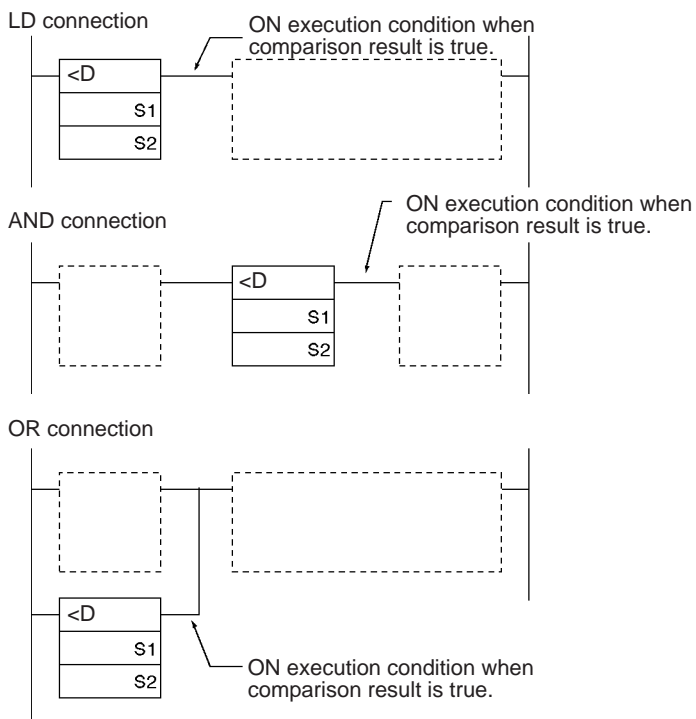 LD connection
ON execution condition when
comparison result is true.
<D
S1
S2
AND connection
ON execution condition when
comparison result is true.
<D
S1
S2
OR connection
<D
S1
S2
ON execution condition when
comparison result is true.